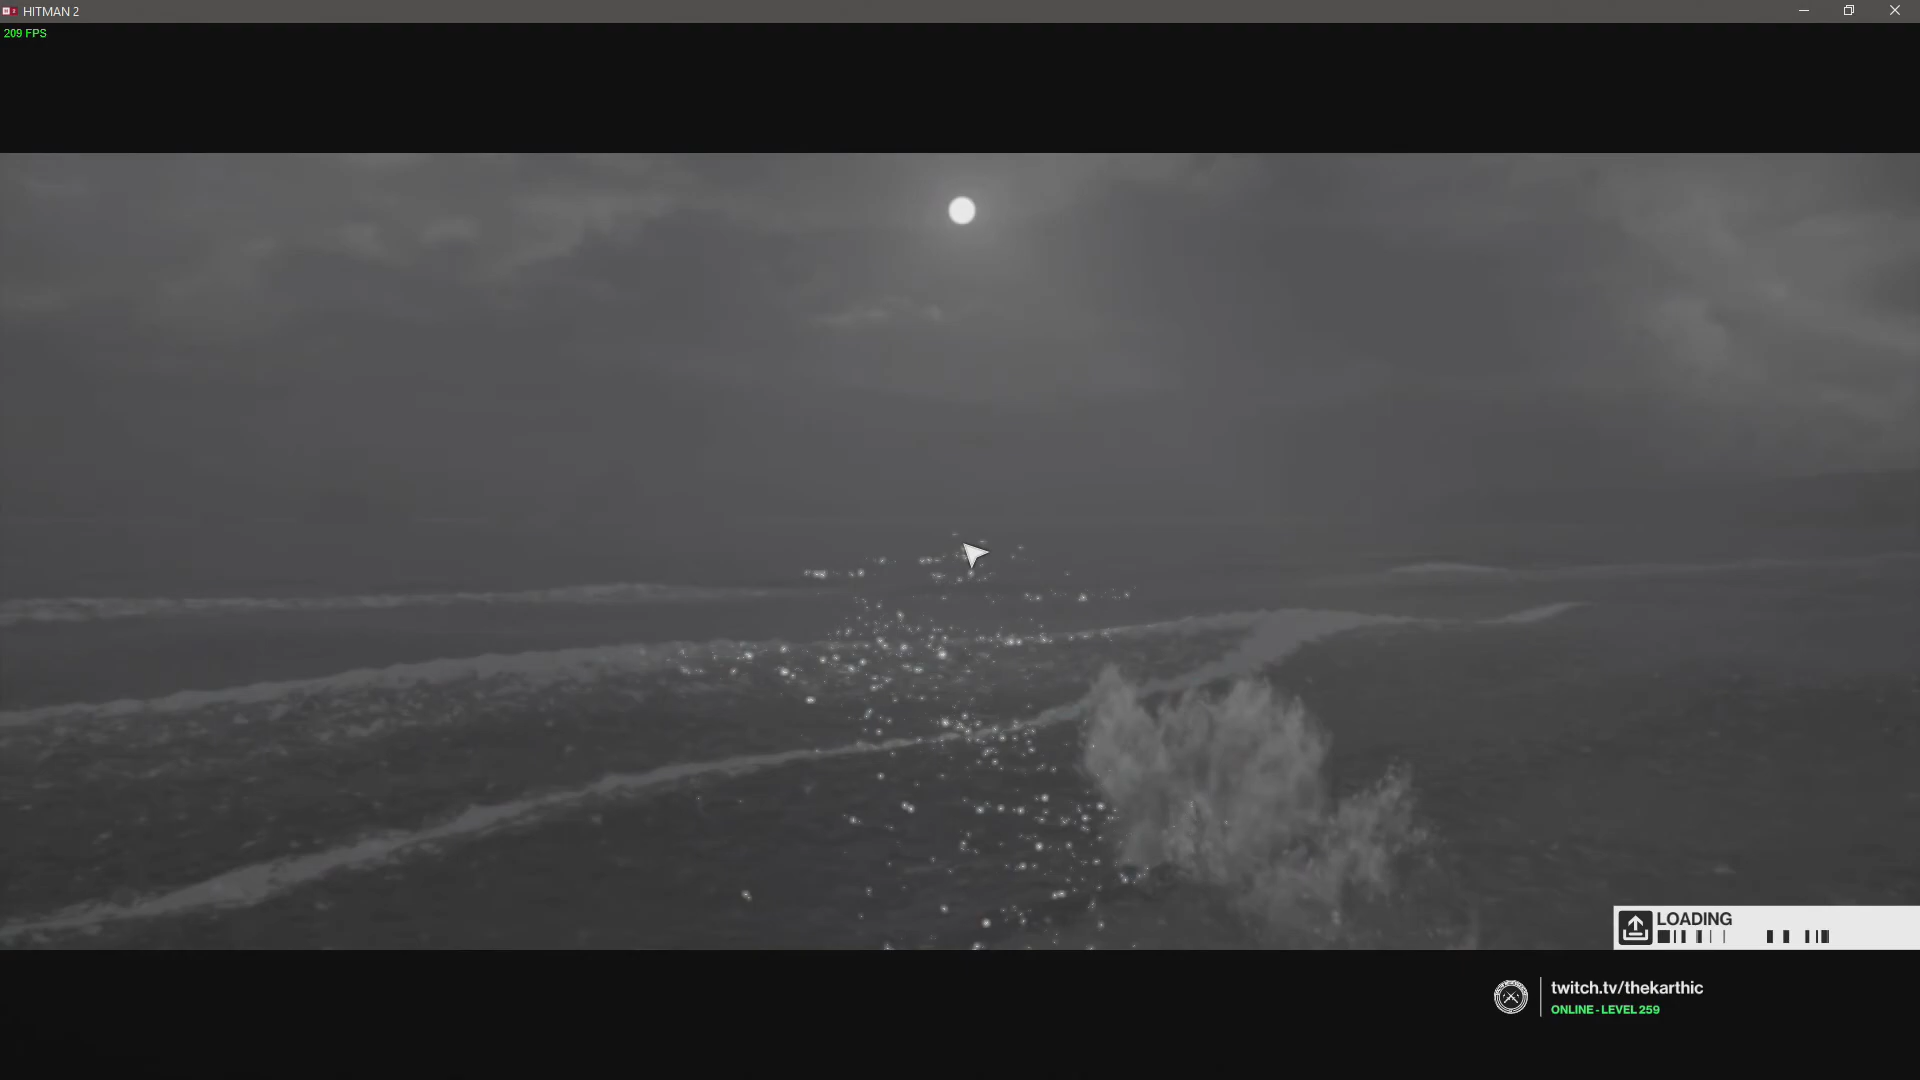 HITMAN 2
209 FPS
LOADING
twitch.tv/thekarthic
ONLINE - LEVEL 259